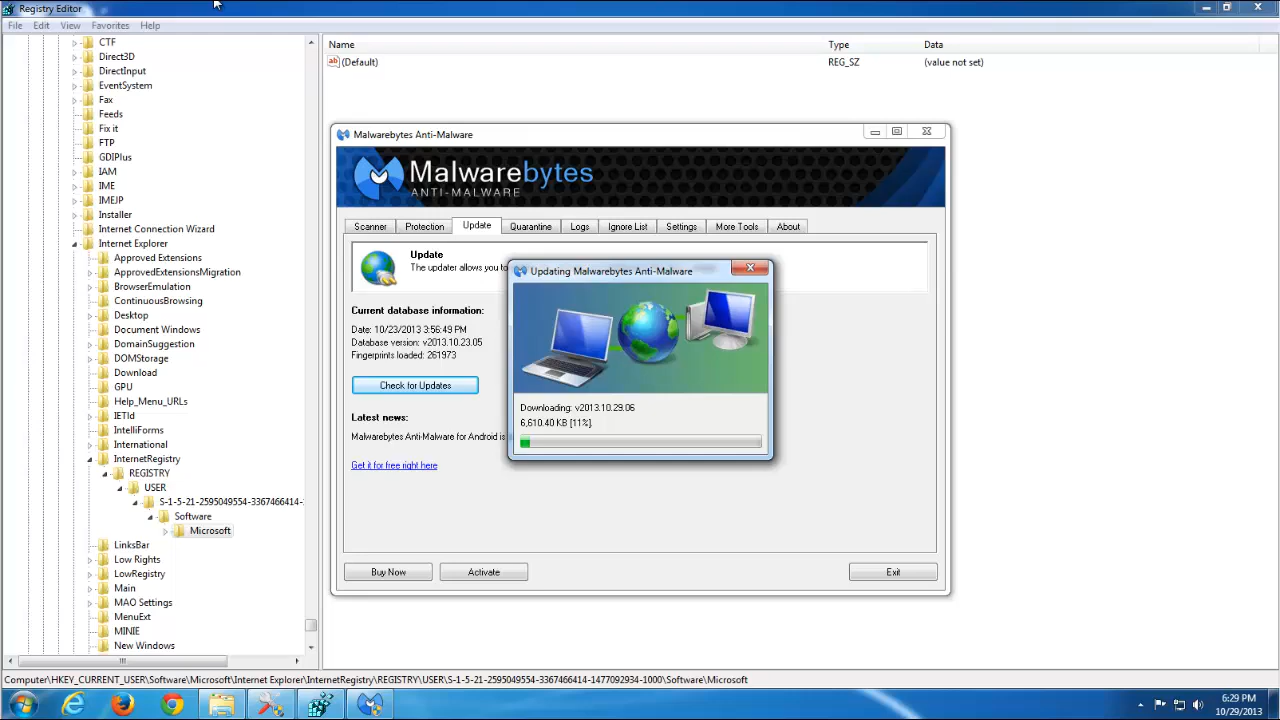 Registry Editor
File Edit View Favorites Help
CTF
Direct3D
DirectInput
EventSystem
Fax
Feeds
Fix it
FTP
GDIPlus
IAM
IME
IMEJP
Installer
Internet Connection Wizard
Internet Explorer
Approved Extensions
ApprovedExtensionsMigration
BrowserEmulation
ContinuousBrowsing
Desktop
Document Windows
DomainSuggestion
DOMStorage
Download
GPU
Help_Menu_URLs
IETld
IntelliForms
International
InternetRegistry
REGISTRY
USER
S-1-5-21-2595049554-3367466414-
Software
Microsoft
LinksBar
Low Rights
LowRegistry
Main
MAO Settings
MenuExt
MINIE
New Windows
Name Type Data
ab (Default) REG_SZ (value not set)
Malwarebytes Anti-Malware
Malwarebytes
ANTI-MALWARE
Scanner Protection Update Quarantine Logs Ignore List Settings More Tools About
Update
The updater allows you to
Current database information:
Date: 10/23/2013 3:56:49 PM
Database version: v2013.10.23.05
Fingerprints loaded: 261973
Check for Updates
Latest news:
Malwarebytes Anti-Malware for Android is
Get it for free right here
Updating Malwarebytes Anti-Malware
Downloading: v2013.10.29.06
6,610.40 KB [11%]
Buy Now Activate Exit
Computer\HKEY_CURRENT_USER\Software\Microsoft\Internet Explorer\InternetRegistry\REGISTRY\USER\S-1-5-21-2595049554-3367466414-1477092934-1000\Software\Microsoft
6:29 PM
10/29/2013